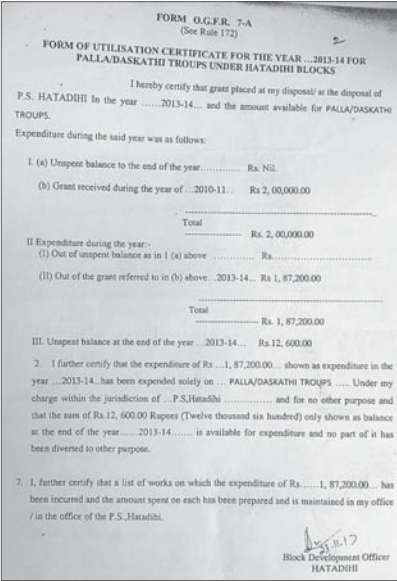 FORM O.G.F.R. 7-A
(See Rule 172)
2
FORM OF UTILISATION CERTIFICATE FOR THE YEAR ...2013-14 FOR
PALLA/DASKATHI TROUPS UNDER HATADIHI BLOCKS
I hereby certify that grant placed at my disposal/ at the disposal of
P.S. HATADIHI In the year ......2013-14... and the amount available for PALLA/DASKATHI
TROUPS.
Expenditure during the said year was as follows:
I. (a) Unspent balance to the end of the year............. Rs. Nil.
(b) Grant received during the year of ...2010-11. . Rs 2, 00,000.00
Total
Rs. 2, 00,000.00
II Expenditure during the year:-
(I) Out of unspent balance as in 1 (a) above ............. Rs..............................
(II) Out of the grant referred to in (b) above...2013-14... Rs 1, 87,200.00
Total
Rs. 1, 87,200.00
III. Unspent balance at the end of the year ...2013-14... Rs.12, 600.00
2. I further certify that the expenditure of Rs ...1, 87,200.00... shown as expenditure in the
year ...2013-14...has been expended solely on ... PALLA/DASKATHI TROUPS ..... Under my
charge within the jurisdiction of ...P.S,Hatadihi ............... and for no other purpose and
that the sum of Rs.12, 600.00 Rupees (Twelve thousand six hundred) only shown as balance
at the end of the year......2013-14....... is available for expenditure and no part of it has
been diverted to other purpose.
7. I, further certify that a list of works on which the expenditure of Rs......1, 87,200.00... has
been incurred and the amount spent on each has been prepared and is maintained in my office
/ in the office of the P.S.,Hatadihi.
Block Development Officer
HATADIHI